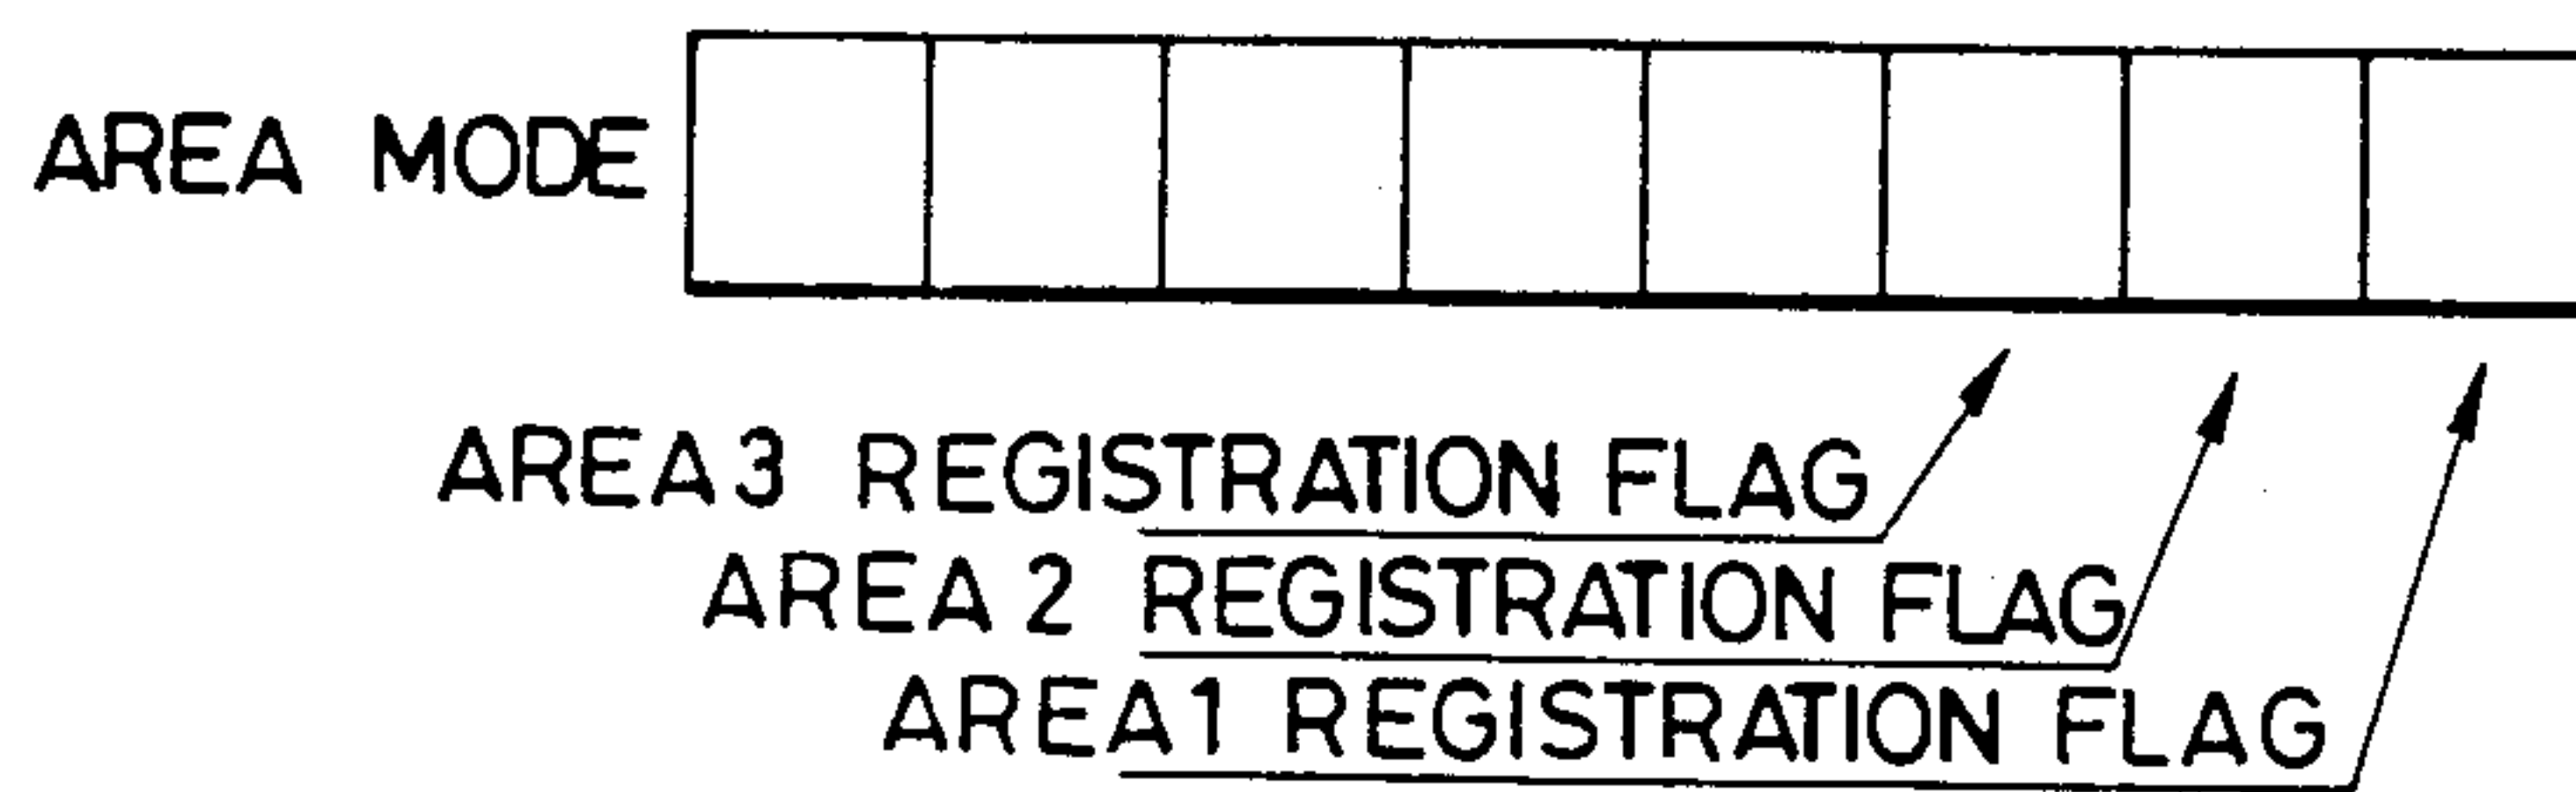 AREA MODE
AREA3 REGISTRATION FLAG
AREA 2 REGISTRATION FLAG
AREA1 REGISTRATION FLAG